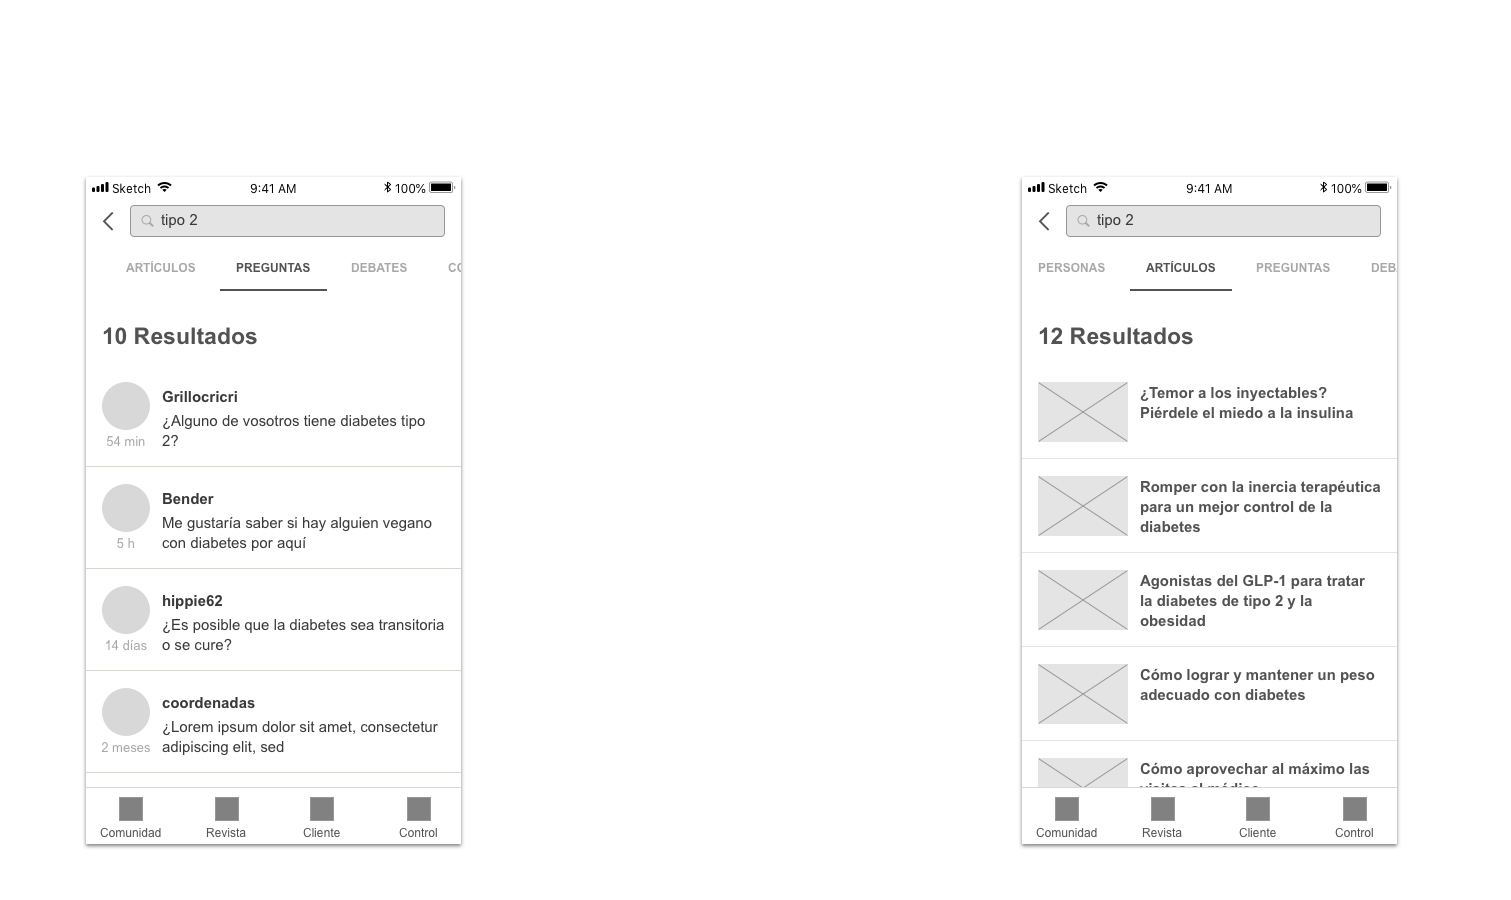 Sketch 9:41 AM 100%
tipo 2
ARTÍCULOS PREGUNTAS DEBATES
10 Resultados
Grillocricri
¿Alguno de vosotros tiene diabetes tipo
2?
54 min
Bender
Me gustaría saber si hay alguien vegano
con diabetes por aquí
5 h
hippie62
¿Es posible que la diabetes sea transitoria
o se cure?
14 días
coordenadas
¿Lorem ipsum dolor sit amet, consectetur
adipiscing elit, sed
2 meses
Comunidad Revista Cliente Control
Sketch 9:41 AM 100%
tipo 2
PERSONAS ARTÍCULOS PREGUNTAS DEB
12 Resultados
¿Temor a los inyectables?
Piérdele el miedo a la insulina
Romper con la inercia terapéutica
para un mejor control de la
diabetes
Agonistas del GLP-1 para tratar
la diabetes de tipo 2 y la
obesidad
Cómo lograr y mantener un peso
adecuado con diabetes
Cómo aprovechar al máximo las
visitas al médico
Comunidad Revista Cliente Control